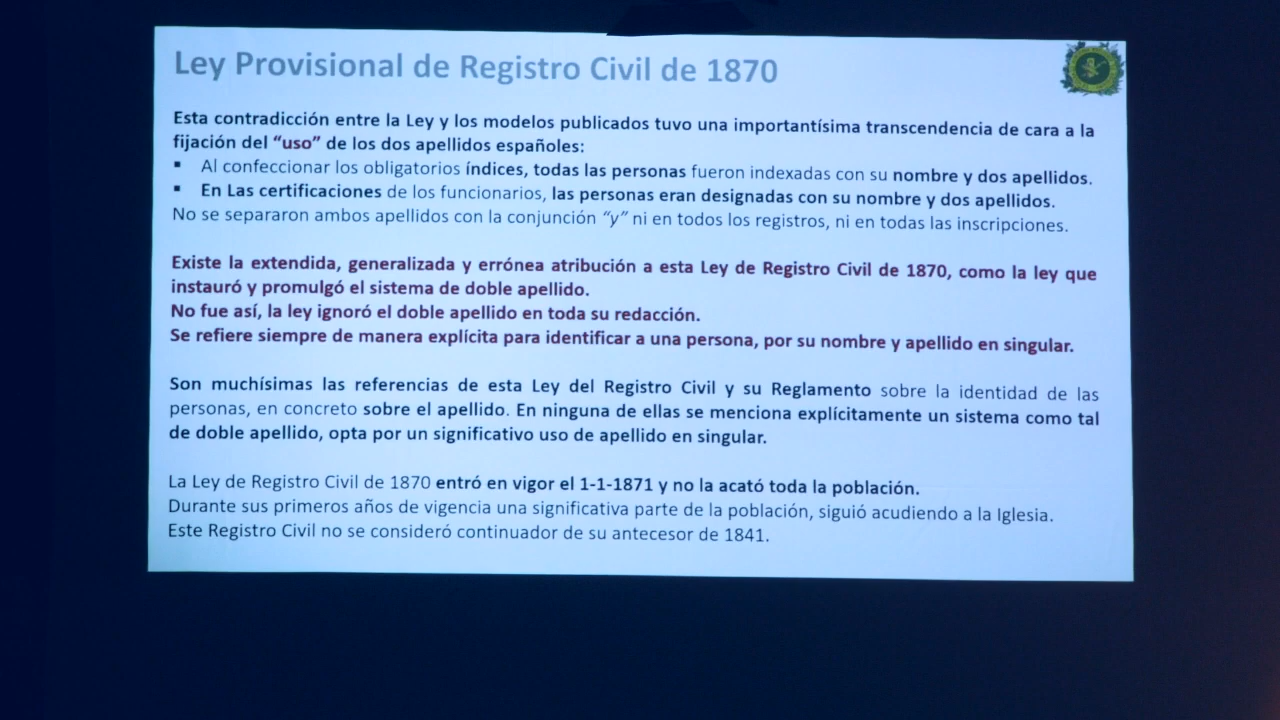 Ley Provisional de Registro Civil de 1870
Esta contradicción entre la Ley y los modelos publicados tuvo una importantísima transcendencia de cara a la
fijación del “uso” de los dos apellidos españoles:
▪ Al confeccionar los obligatorios índices, todas las personas fueron indexadas con su nombre y dos apellidos.
▪ En Las certificaciones de los funcionarios, las personas eran designadas con su nombre y dos apellidos.
No se separaron ambos apellidos con la conjunción “y” ni en todos los registros, ni en todas las inscripciones.
Existe la extendida, generalizada y errónea atribución a esta Ley de Registro Civil de 1870, como la ley que
instauró y promulgó el sistema de doble apellido.
No fue así, la ley ignoró el doble apellido en toda su redacción.
Se refiere siempre de manera explícita para identificar a una persona, por su nombre y apellido en singular.
Son muchísimas las referencias de esta Ley del Registro Civil y su Reglamento sobre la identidad de las
personas, en concreto sobre el apellido. En ninguna de ellas se menciona explícitamente un sistema como tal
de doble apellido, opta por un significativo uso de apellido en singular.
La Ley de Registro Civil de 1870 entró en vigor el 1-1-1871 y no la acató toda la población.
Durante sus primeros años de vigencia una significativa parte de la población, siguió acudiendo a la Iglesia.
Este Registro Civil no se consideró continuador de su antecesor de 1841.